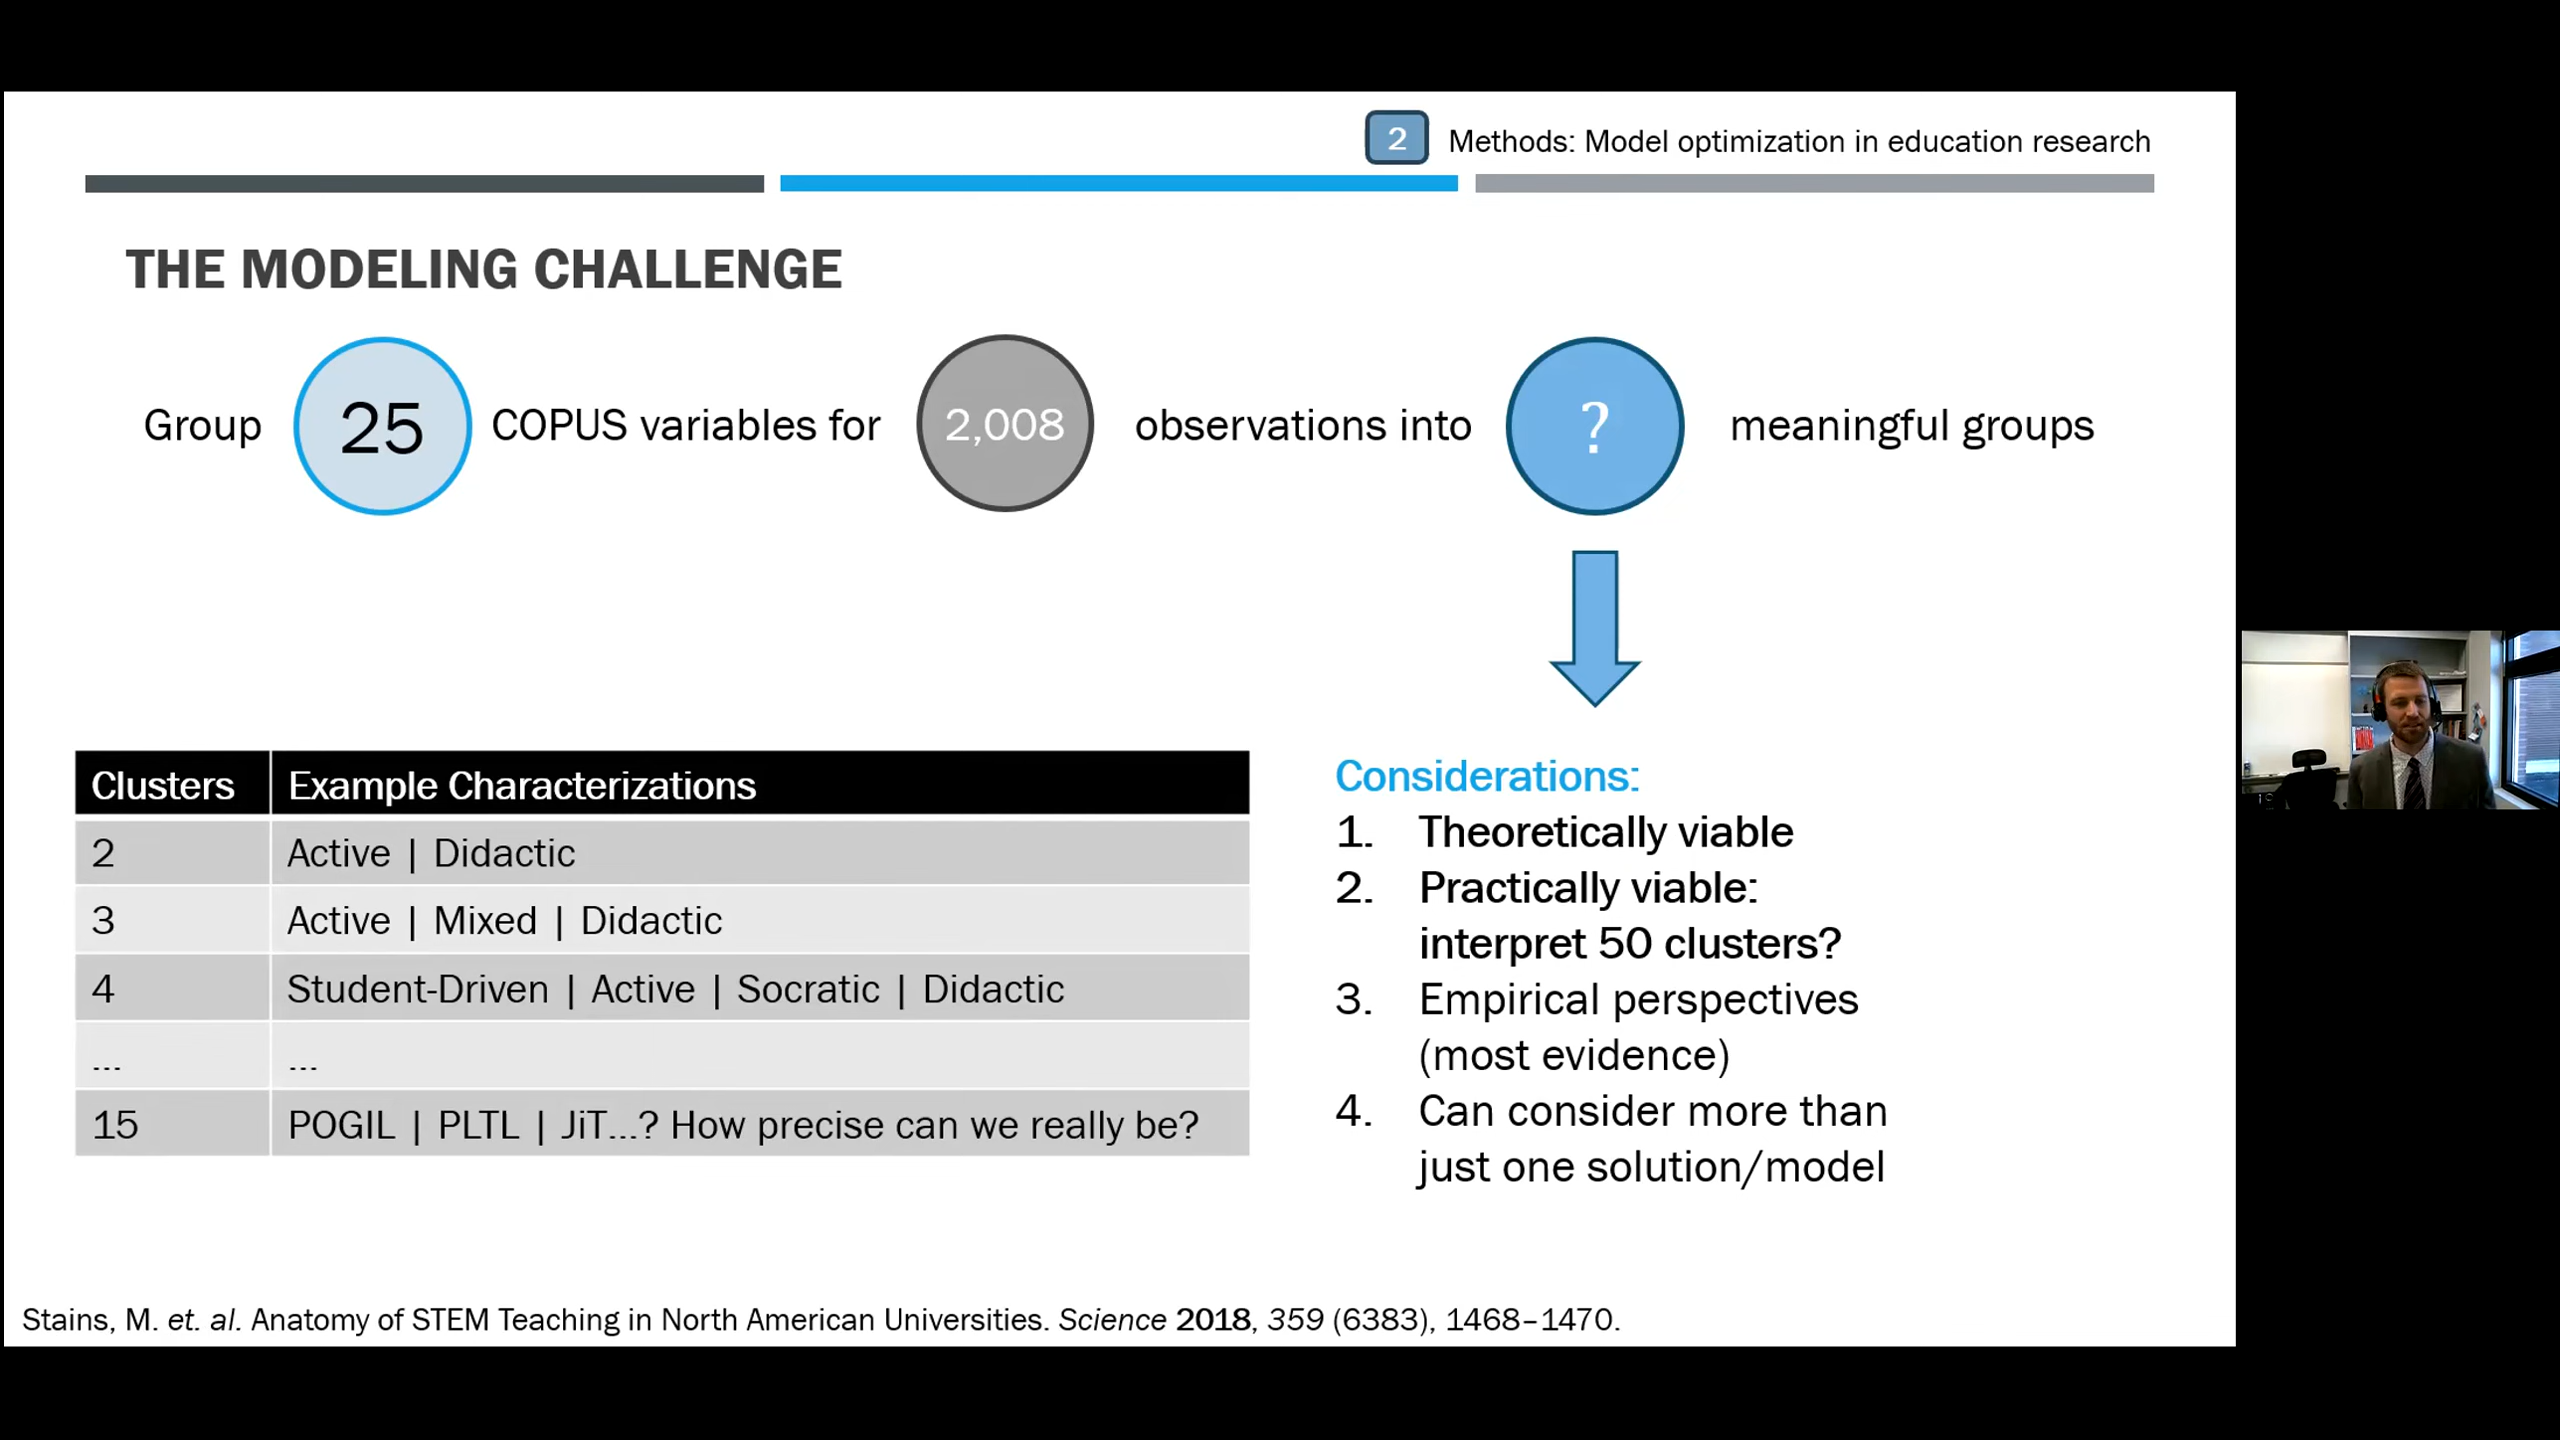 2 Methods: Model optimization in education research
THE MODELING CHALLENGE
Group 25 COPUS variables for 2,008 observations into ? meaningful groups
Clusters Example Characterizations
2 Active | Didactic
3 Active | Mixed | Didactic
4 Student-Driven | Active | Socratic | Didactic
... ...
15 POGIL | PLTL | JiT...? How precise can we really be?
Considerations:
1. Theoretically viable
2. Practically viable:
interpret 50 clusters?
3. Empirical perspectives
(most evidence)
4. Can consider more than
just one solution/model
Stains, M. et. al. Anatomy of STEM Teaching in North American Universities. Science 2018, 359 (6383), 1468–1470.